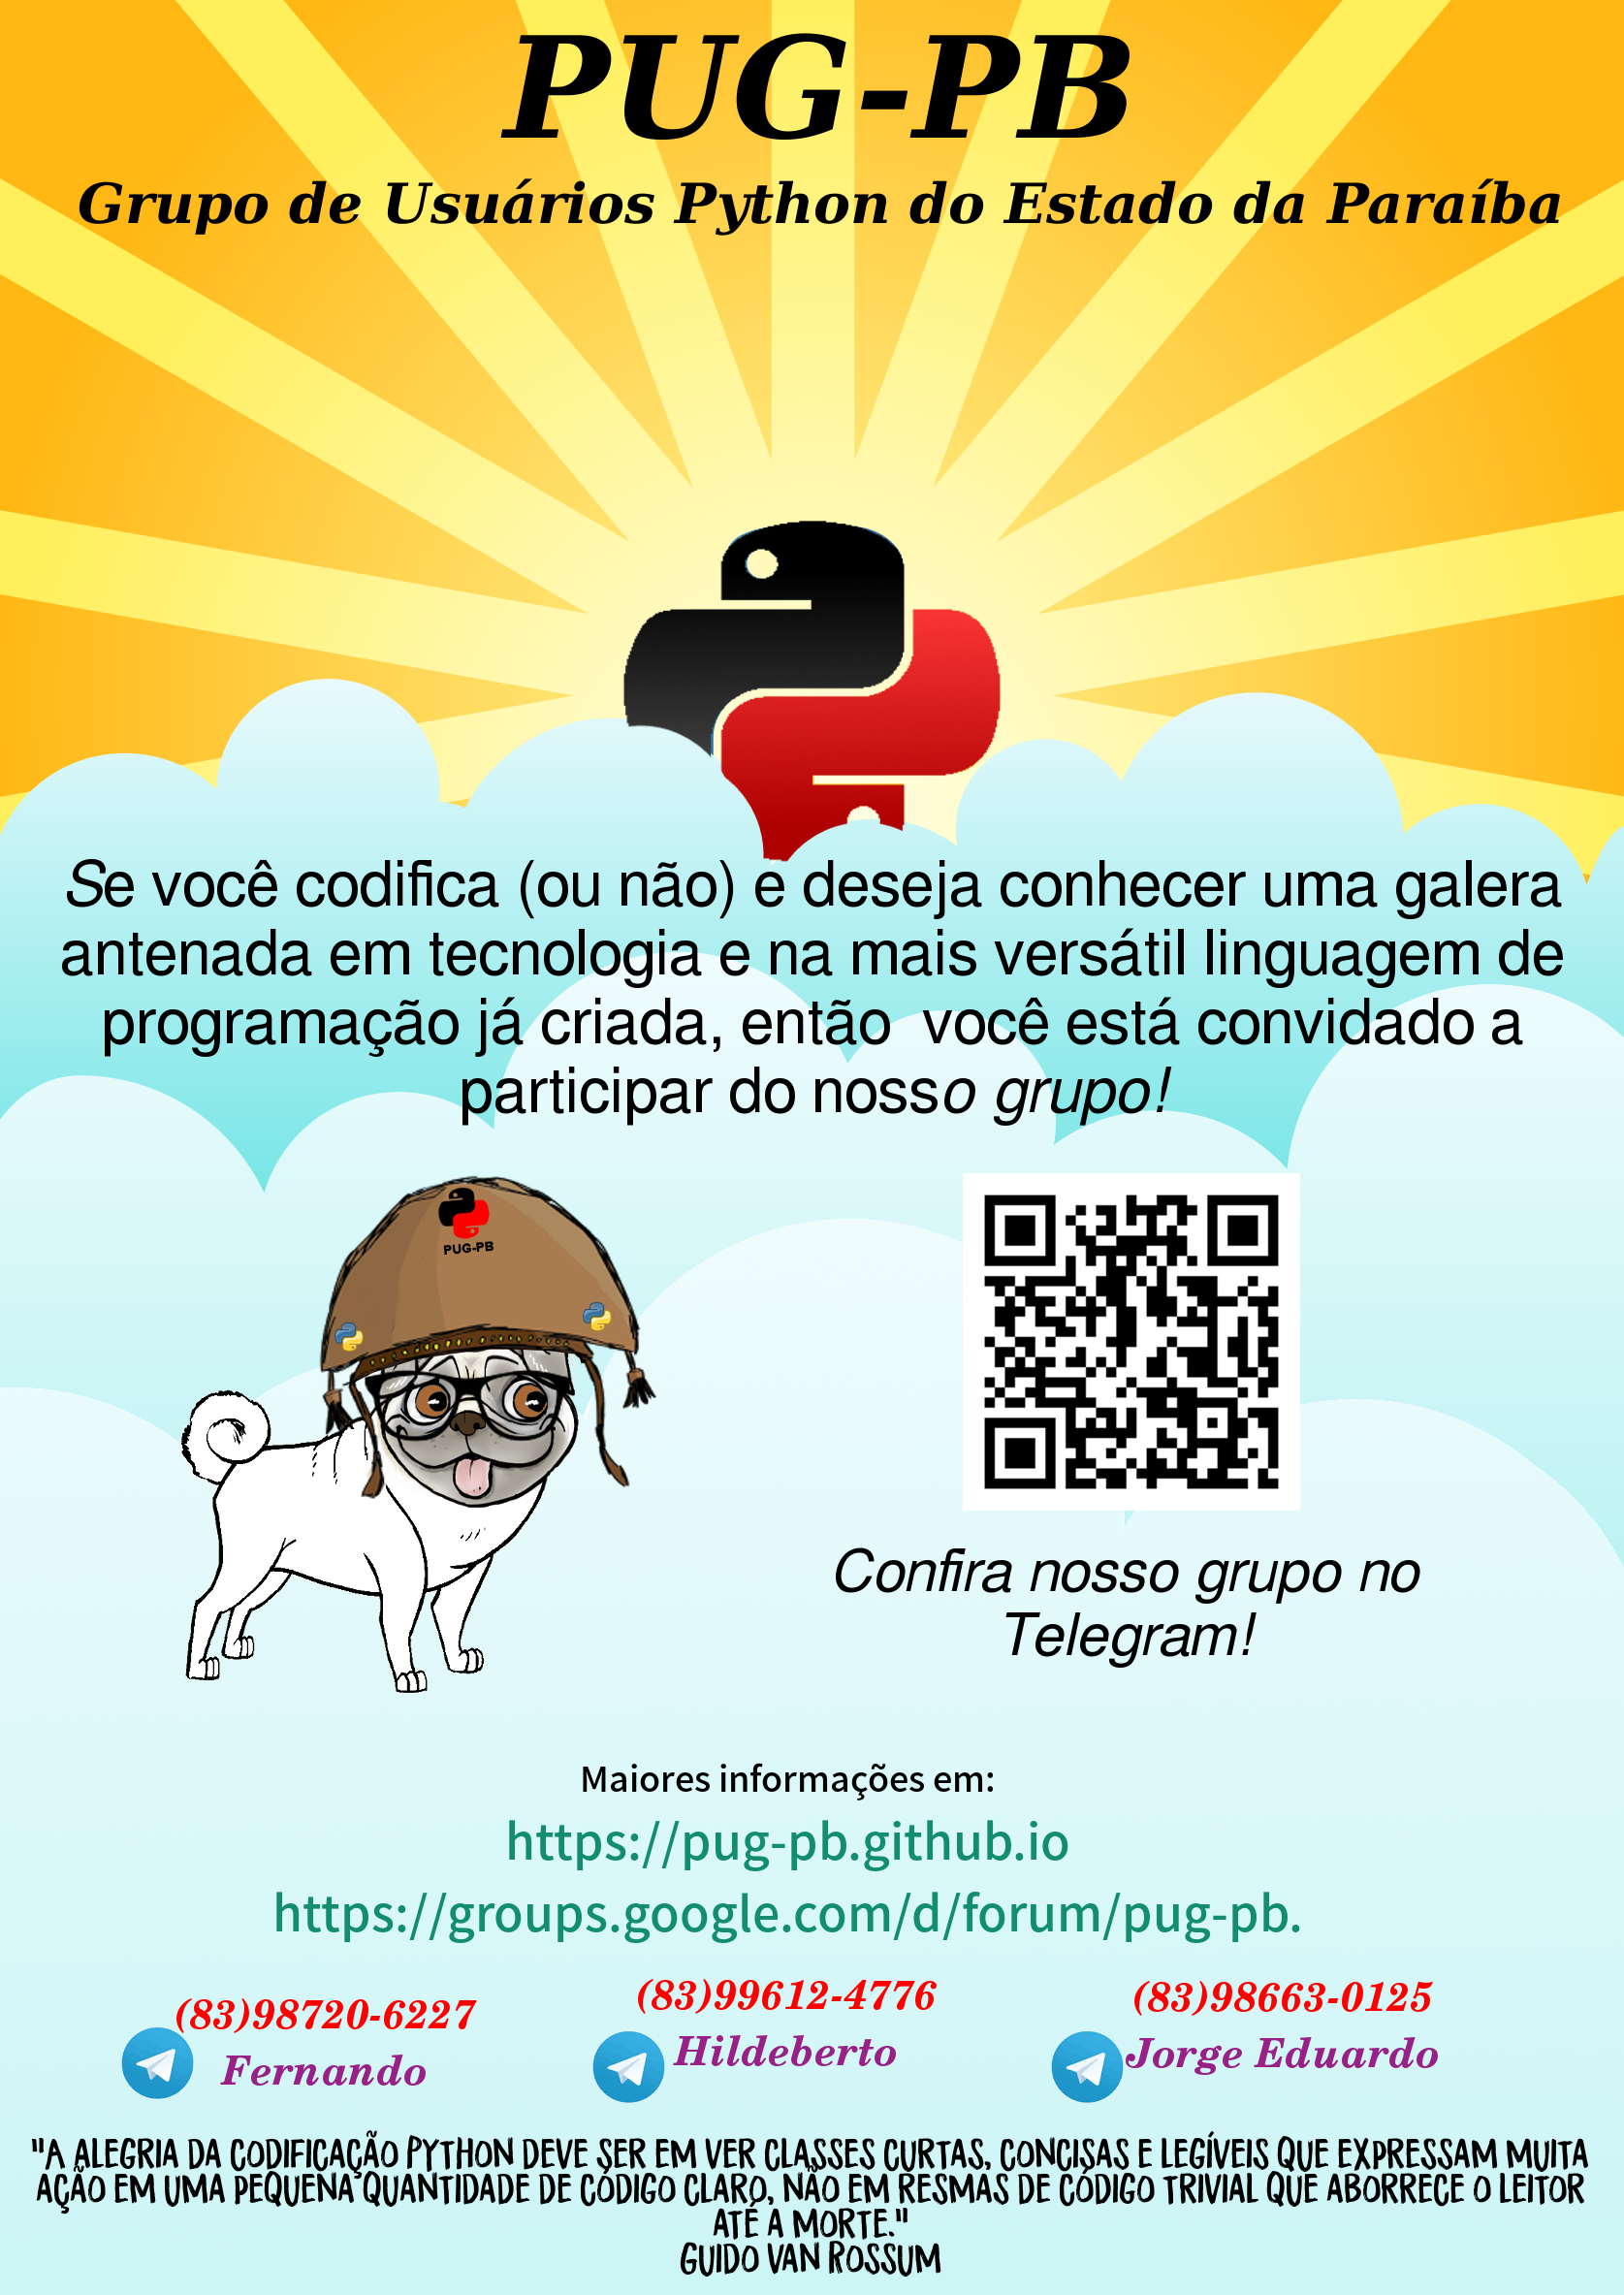 PUG-PB
Grupo de Usuários Python do Estado da Paraíba
Se você codifica (ou não) e deseja conhecer uma galera
antenada em tecnologia e na mais versátil linguagem de
programação já criada, então você está convidado a
participar do nosso grupo!
PUG-PB
Confira nosso grupo no
Telegram!
Maiores informações em:
https://pug-pb.github.io
https://groups.google.com/d/forum/pug-pb.
(83)98720-6227
Fernando
(83)99612-4776
Hildeberto
(83)98663-0125
Jorge Eduardo
"A ALEGRIA DA CODIFICAÇÃO PYTHON DEVE SER EM VER CLASSES CURTAS, CONCISAS E LEGÍVEIS QUE EXPRESSAM MUITA
AÇÃO EM UMA PEQUENA QUANTIDADE DE CÓDIGO CLARO, NÃO EM RESMAS DE CÓDIGO TRIVIAL QUE ABORRECE O LEITOR
ATÉ A MORTE."
GUIDO VAN ROSSUM